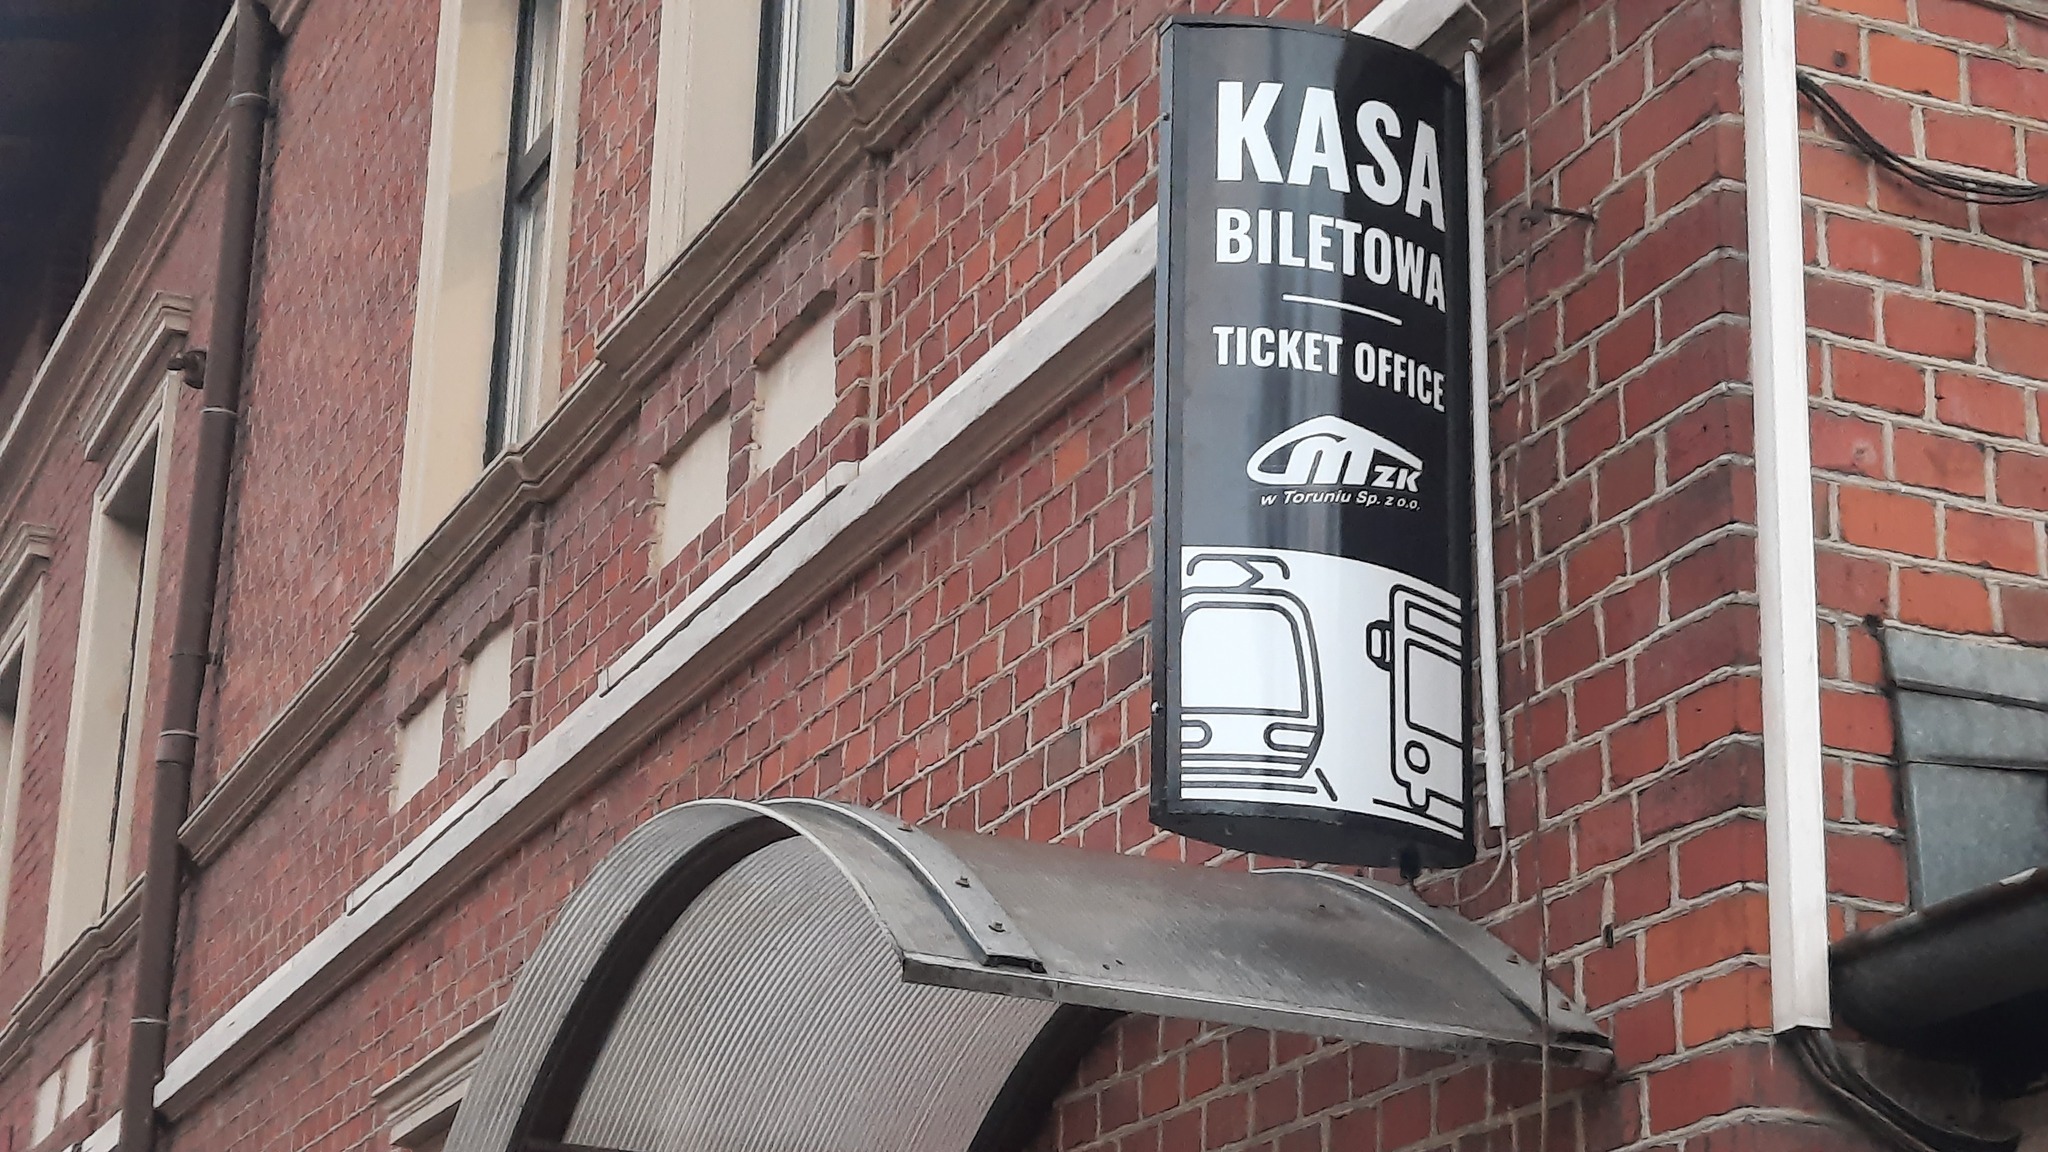 KASA
BILETOWA
TICKET OFFICE
MZK
w Toruniu Sp. z o.o.